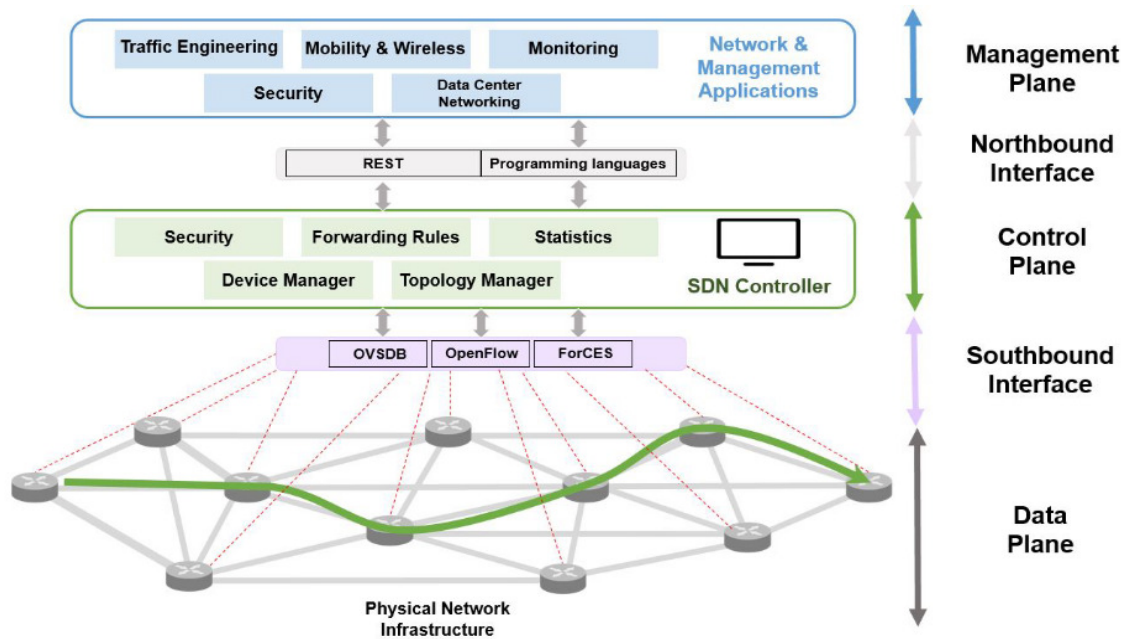 Traffic Engineering
Mobility & Wireless
Monitoring
Security
Data Center
Networking
Network &
Management
Applications
Management
Plane
REST
Programming languages
Northbound
Interface
Security
Forwarding Rules
Statistics
Device Manager
Topology Manager
SDN Controller
Control
Plane
OVSDB
OpenFlow
ForCES
Southbound
Interface
Data
Plane
Physical Network
Infrastructure